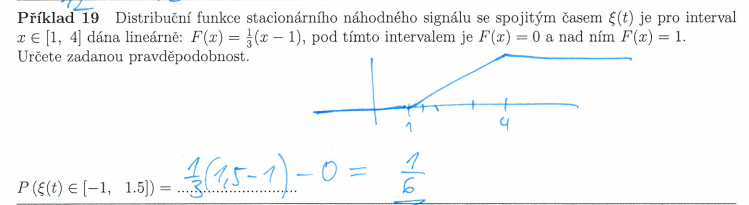 Příklad 19 Distribuční funkce stacionárního náhodného signálu se spojitým časem ξ(t) je pro interval
x ∈ [1, 4] dána lineárně: F(x) = 1/3(x − 1), pod tímto intervalem je F(x) = 0 a nad ním F(x) = 1.
Určete zadanou pravděpodobnost.
1 4
P(ξ(t) ∈ [−1, 1.5]) = 1/3(1,5-1) - 0 = 1/6